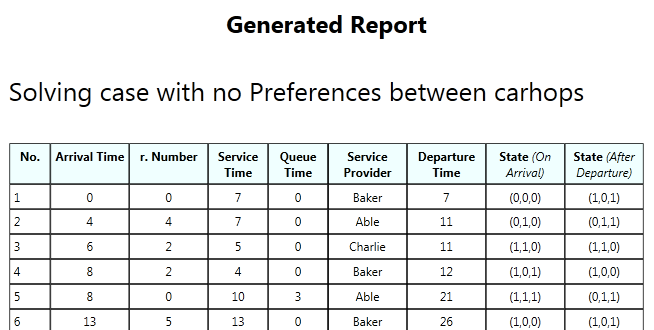 Generated Report
Solving case with no Preferences between carhops
No. Arrival Time r. Number Service Time Queue Time Service Provider Departure Time State (On Arrival) State (After Departure)
1 0 0 7 0 Baker 7 (0,0,0) (1,0,1)
2 4 4 7 0 Able 11 (0,1,0) (0,1,1)
3 6 2 5 0 Charlie 11 (1,1,0) (1,1,0)
4 8 2 4 0 Baker 12 (1,0,1) (1,0,0)
5 8 0 10 3 Able 21 (1,1,1) (0,1,1)
6 13 5 13 0 Baker 26 (1,0,0) (1,0,1)